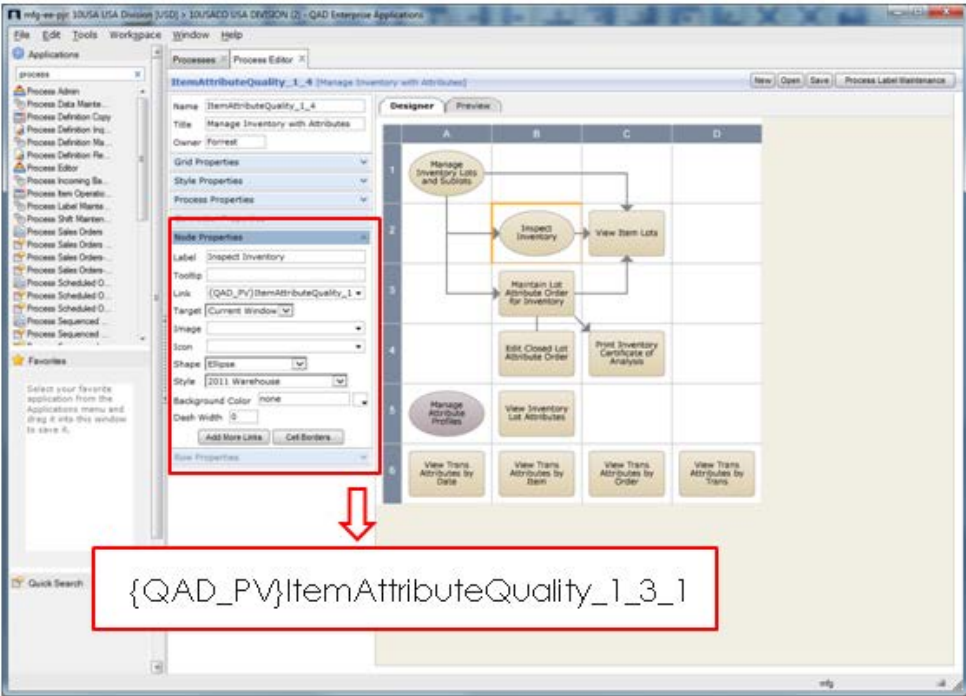 mfg-ee-pjr: 10USA USA Division [USD] > 10USACO USA DIVISION (2) - QAD Enterprise Applications
File Edit Tools Workspace Window Help
Applications
process
Process Admin
Process Data Mainte...
Process Definition Copy
Process Definition Inq...
Process Definition Ma...
Process Definition Re...
Process Editor
Process Incoming Ba...
Process Item Operatio...
Process Label Mainte...
Process Shift Mainten...
Process Sales Orders
Process Sales Orders ...
Process Sales Orders-...
Process Sales Orders-...
Process Scheduled O...
Process Scheduled O...
Process Scheduled O...
Process Sequenced ...
Process Sequenced ...
Favorites
Select your favorite
application from the
Applications menu and
drag it into this window
to save it.
Quick Search
Processes
Process Editor
ItemAttributeQuality_1_4 [Manage Inventory with Attributes]
New Open Save Process Label Maintenance
Name ItemAttributeQuality_1_4
Title Manage Inventory with Attributes
Owner Forrest
Grid Properties
Style Properties
Process Properties
Node Properties
Label Inspect Inventory
Tooltip
Link {QAD_PV}ItemAttributeQuality_1
Target Current Window
Image
Icon
Shape Ellipse
Style 2011 Warehouse
Background Color none
Dash Width 0
Add More Links Cell Borders...
Row Properties
Designer Preview
A B C D
1
Manage
Inventory Lots
and Sublots
2
Inspect
Inventory
View Item Lots
3
Maintain Lot
Attribute Order
for Inventory
4
Edit Closed Lot
Attribute Order
Print Inventory
Certificate of
Analysis
5
Manage
Attribute
Profiles
View Inventory
Lot Attributes
6
View Trans
Attributes by
Date
View Trans
Attributes by
Item
View Trans
Attributes by
Order
View Trans
Attributes by
Trans
{QAD_PV}ItemAttributeQuality_1_3_1
mfg